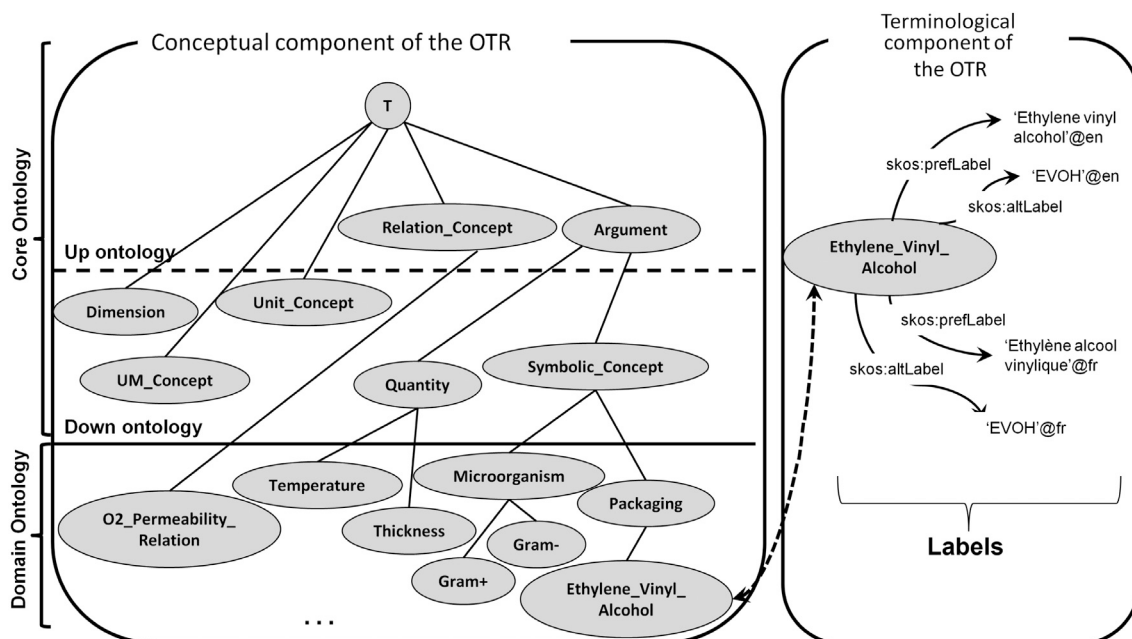 Conceptual component of the OTR
Terminological
component of
the OTR
Core Ontology
Domain Ontology
T
Relation_Concept
Argument
Up ontology
Dimension
Unit_Concept
UM_Concept
Quantity
Symbolic_Concept
Down ontology
Temperature
Microorganism
Packaging
O2_Permeability_
Relation
Thickness
Gram-
Gram+
Ethylene_Vinyl_
Alcohol
...
‘Ethylene vinyl
alcohol’@en
skos:prefLabel
‘EVOH’@en
skos:altLabel
Ethylene_Vinyl_
Alcohol
skos:prefLabel
‘Ethylène alcool
vinylique’@fr
skos:altLabel
‘EVOH’@fr
Labels